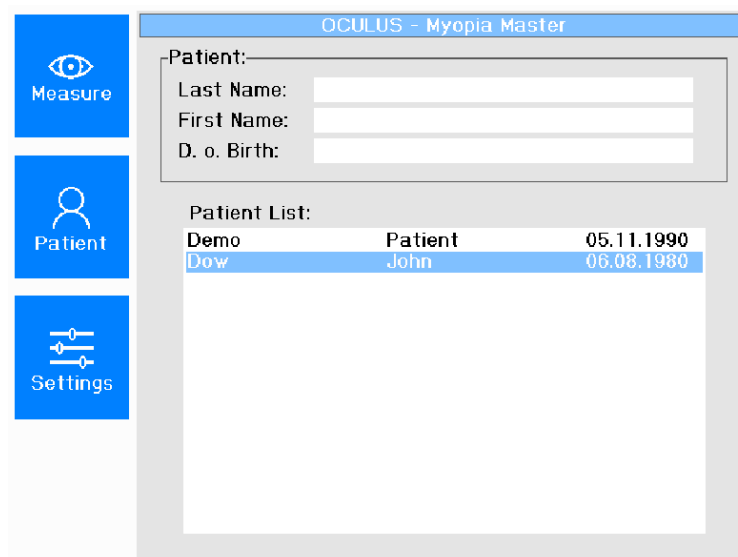 OCULUS - Myopia Master
Measure
Patient
Settings
Patient:
Last Name:
First Name:
D. o. Birth:
Patient List:
Demo Patient 05.11.1990
Dow John 06.08.1980